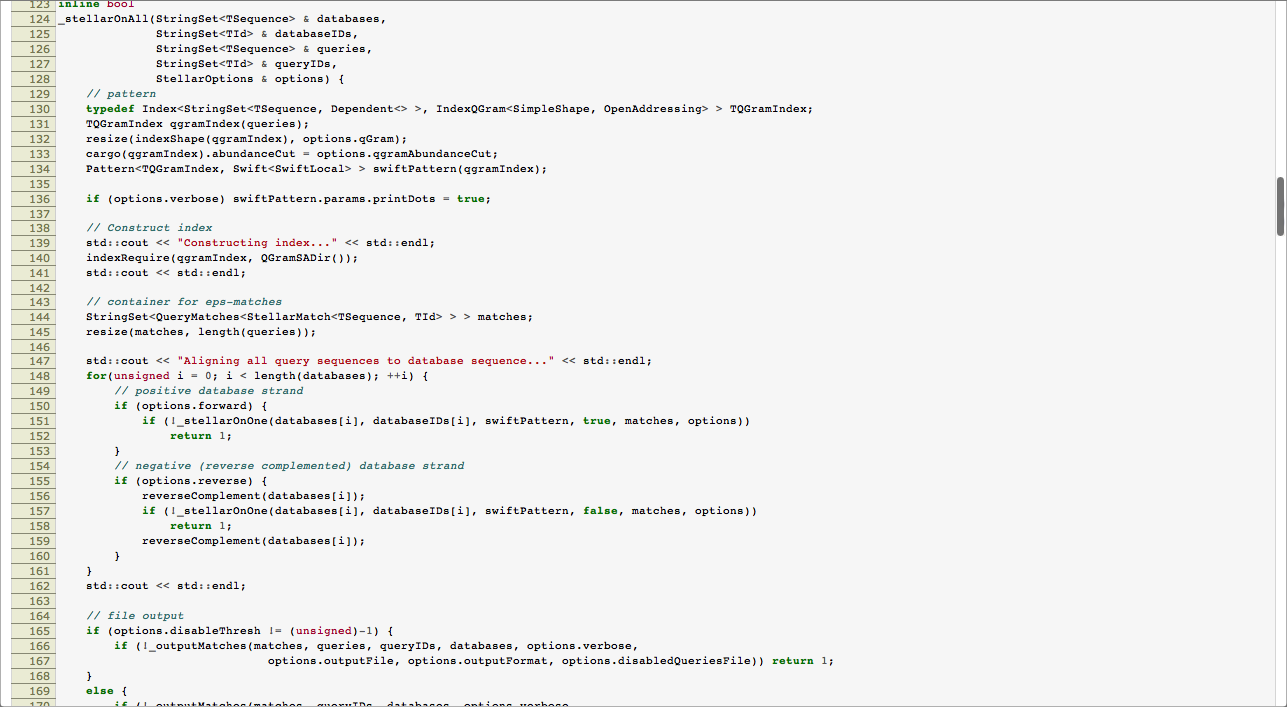 123 inline bool
124 _stellarOnAll(StringSet<TSequence> & databases,
125               StringSet<TId> & databaseIDs,
126               StringSet<TSequence> & queries,
127               StringSet<TId> & queryIDs,
128               StellarOptions & options) {
129     // pattern
130     typedef Index<StringSet<TSequence, Dependent<> >, IndexQGram<SimpleShape, OpenAddressing> > TQGramIndex;
131     TQGramIndex qgramIndex(queries);
132     resize(indexShape(qgramIndex), options.qGram);
133     cargo(qgramIndex).abundanceCut = options.qgramAbundanceCut;
134     Pattern<TQGramIndex, Swift<SwiftLocal> > swiftPattern(qgramIndex);
135
136     if (options.verbose) swiftPattern.params.printDots = true;
137
138     // Construct index
139     std::cout << "Constructing index..." << std::endl;
140     indexRequire(qgramIndex, QGramSADir());
141     std::cout << std::endl;
142
143     // container for eps-matches
144     StringSet<QueryMatches<StellarMatch<TSequence, TId> > > matches;
145     resize(matches, length(queries));
146
147     std::cout << "Aligning all query sequences to database sequence..." << std::endl;
148     for(unsigned i = 0; i < length(databases); ++i) {
149         // positive database strand
150         if (options.forward) {
151             if (!_stellarOnOne(databases[i], databaseIDs[i], swiftPattern, true, matches, options))
152                 return 1;
153         }
154         // negative (reverse complemented) database strand
155         if (options.reverse) {
156             reverseComplement(databases[i]);
157             if (!_stellarOnOne(databases[i], databaseIDs[i], swiftPattern, false, matches, options))
158                 return 1;
159             reverseComplement(databases[i]);
160         }
161     }
162     std::cout << std::endl;
163
164     // file output
165     if (options.disableThresh != (unsigned)-1) {
166         if (!_outputMatches(matches, queries, queryIDs, databases, options.verbose,
167                               options.outputFile, options.outputFormat, options.disabledQueriesFile)) return 1;
168     }
169     else {
170         if (!_outputMatches(matches, queryIDs, databases, options.verbose,